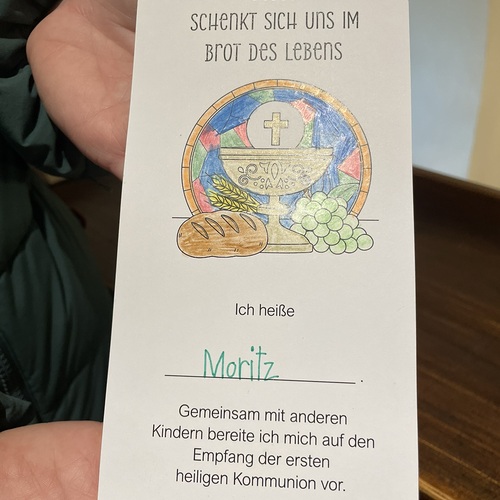 SCHENKT SICH UNS IM
BROT DES LEBENS
Ich heiße
Moritz.
Gemeinsam mit anderen
Kindern bereite ich mich auf den
Empfang der ersten
heiligen Kommunion vor.